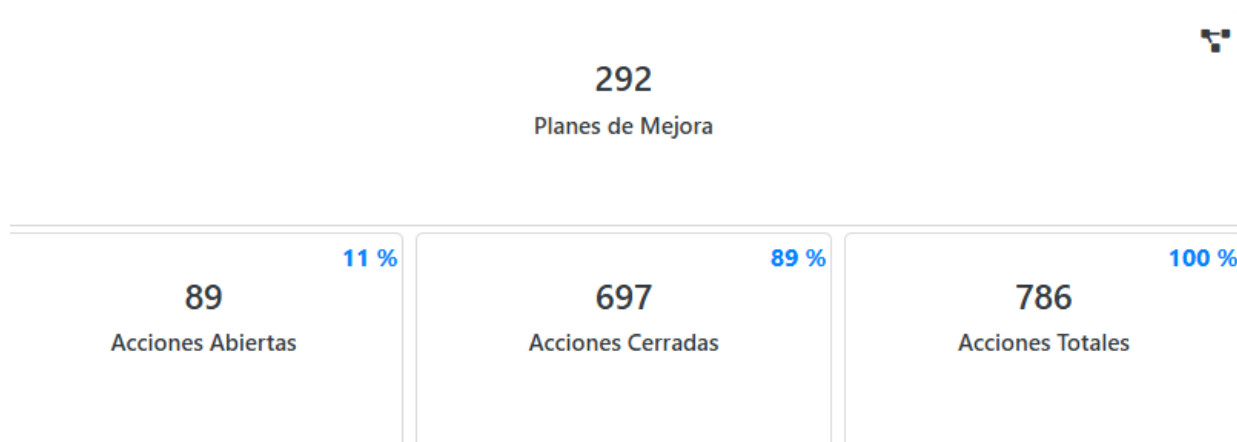 292
Planes de Mejora
11 %
89 %
100 %
89
697
786
Acciones Abiertas
Acciones Cerradas
Acciones Totales